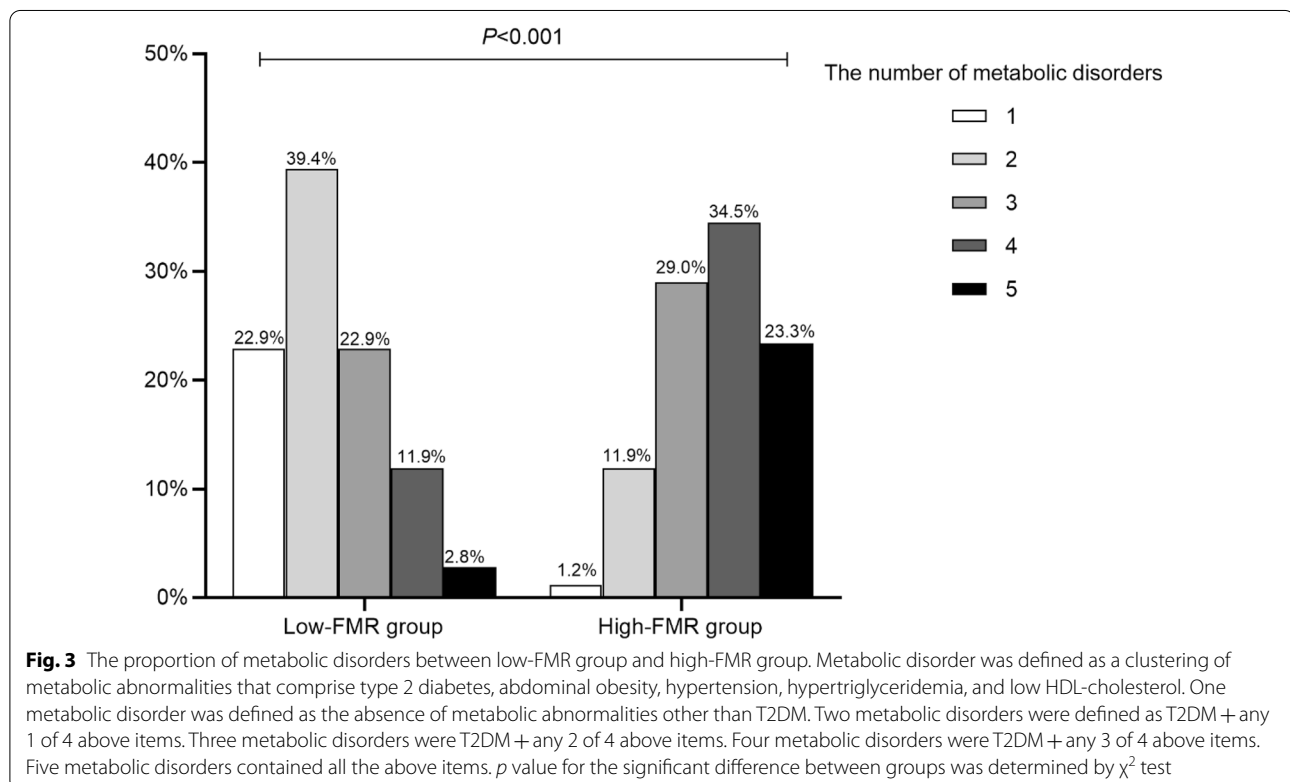 P<0.001
50%
40%
30%
20%
10%
0%
The number of metabolic disorders
1
2
3
4
5
22.9%
39.4%
22.9%
11.9%
2.8%
1.2%
11.9%
29.0%
34.5%
23.3%
Low-FMR group
High-FMR group
Fig. 3 The proportion of metabolic disorders between low-FMR group and high-FMR group. Metabolic disorder was defined as a clustering of
metabolic abnormalities that comprise type 2 diabetes, abdominal obesity, hypertension, hypertriglyceridemia, and low HDL-cholesterol. One
metabolic disorder was defined as the absence of metabolic abnormalities other than T2DM. Two metabolic disorders were defined as T2DM + any
1 of 4 above items. Three metabolic disorders were T2DM + any 2 of 4 above items. Four metabolic disorders were T2DM + any 3 of 4 above items.
Five metabolic disorders contained all the above items. p value for the significant difference between groups was determined by χ² test